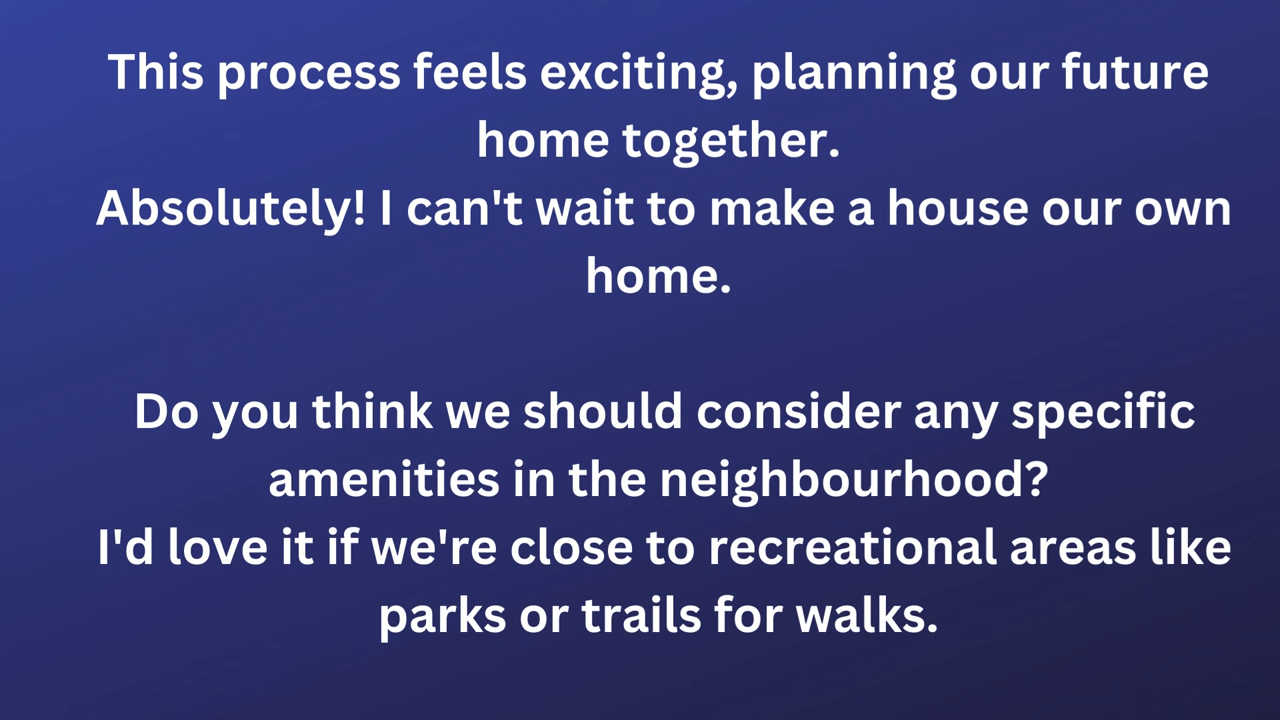 This process feels exciting, planning our future
home together.
Absolutely! I can't wait to make a house our own
home.
Do you think we should consider any specific
amenities in the neighbourhood?
I'd love it if we're close to recreational areas like
parks or trails for walks.